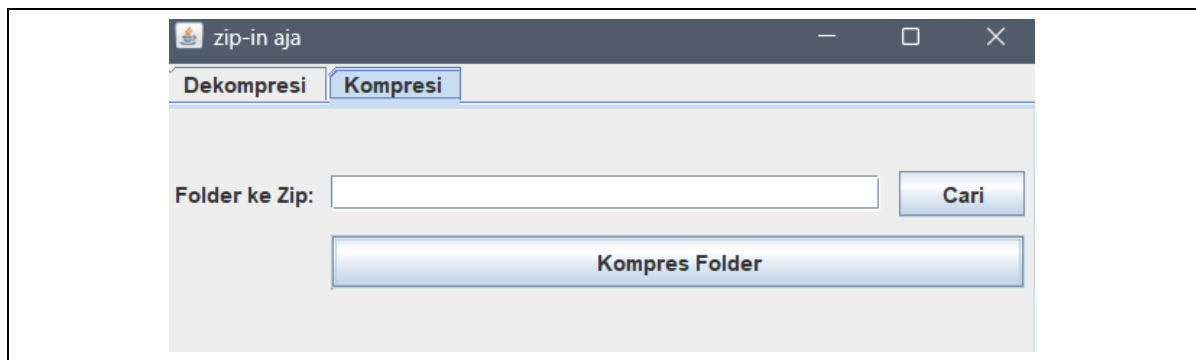 zip-in aja
Dekompresi Kompresi
Folder ke Zip: Cari
Kompres Folder